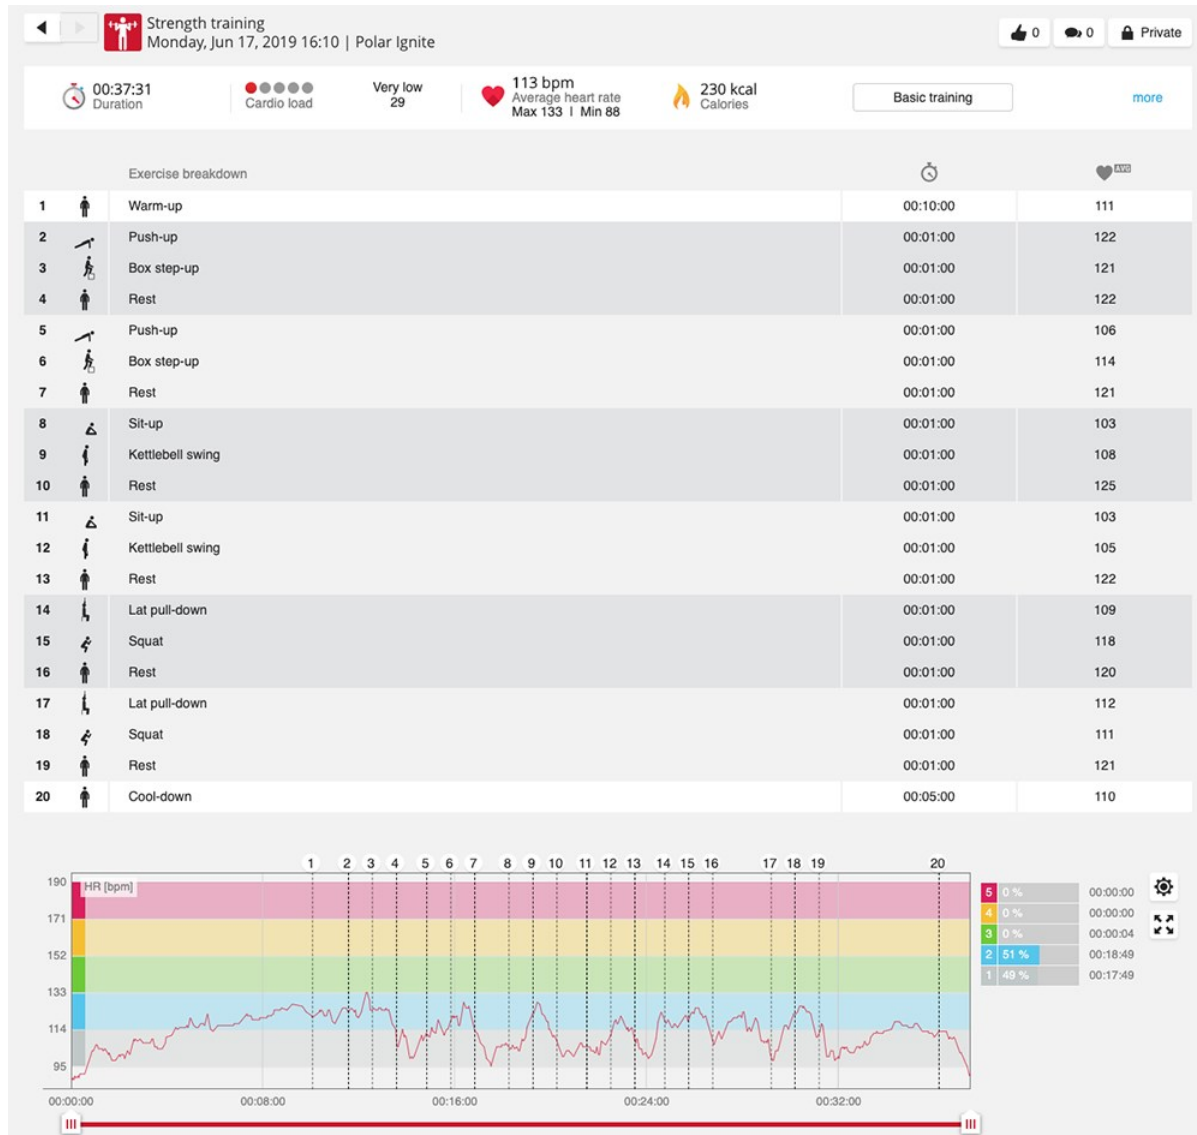 Strength training
Monday, Jun 17, 2019 16:10 | Polar Ignite
0 0 Private
00:37:31
Duration
Cardio load
Very low
29
113 bpm
Average heart rate
Max 133 | Min 88
230 kcal
Calories
Basic training
more
Exercise breakdown AVG
1 Warm-up 00:10:00 111
2 Push-up 00:01:00 122
3 Box step-up 00:01:00 121
4 Rest 00:01:00 122
5 Push-up 00:01:00 106
6 Box step-up 00:01:00 114
7 Rest 00:01:00 121
8 Sit-up 00:01:00 103
9 Kettlebell swing 00:01:00 108
10 Rest 00:01:00 125
11 Sit-up 00:01:00 103
12 Kettlebell swing 00:01:00 105
13 Rest 00:01:00 122
14 Lat pull-down 00:01:00 109
15 Squat 00:01:00 118
16 Rest 00:01:00 120
17 Lat pull-down 00:01:00 112
18 Squat 00:01:00 111
19 Rest 00:01:00 121
20 Cool-down 00:05:00 110
1 2 3 4 5 6 7 8 9 10 11 12 13 14 15 16 17 18 19 20
HR [bpm]
190
171
152
133
114
95
00:00:00 00:08:00 00:16:00 00:24:00 00:32:00
5 0 % 00:00:00
4 0 % 00:00:00
3 0 % 00:00:04
2 51 % 00:18:49
1 49 % 00:17:49